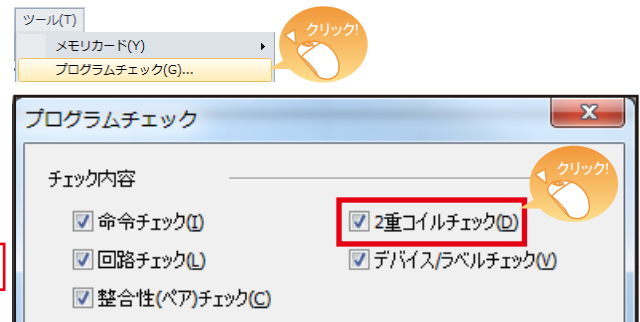 ツール(T)
クリック!
メモリカード(Y)
プログラムチェック(G)...
プログラムチェック
チェック内容
クリック!
命令チェック(I)
2重コイルチェック(D)
回路チェック(L)
デバイス/ラベルチェック(V)
整合性(ペア)チェック(C)